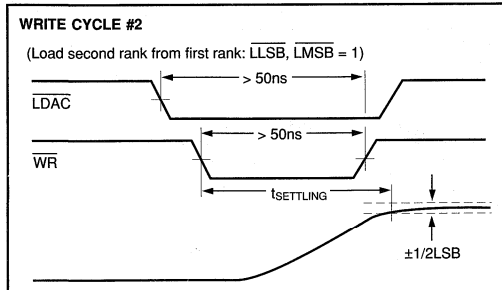 WRITE CYCLE #2
(Load second rank from first rank: LLSB, LMSB = 1)
> 50ns
LDAC
> 50ns
WR
tSETTLING
±1/2LSB